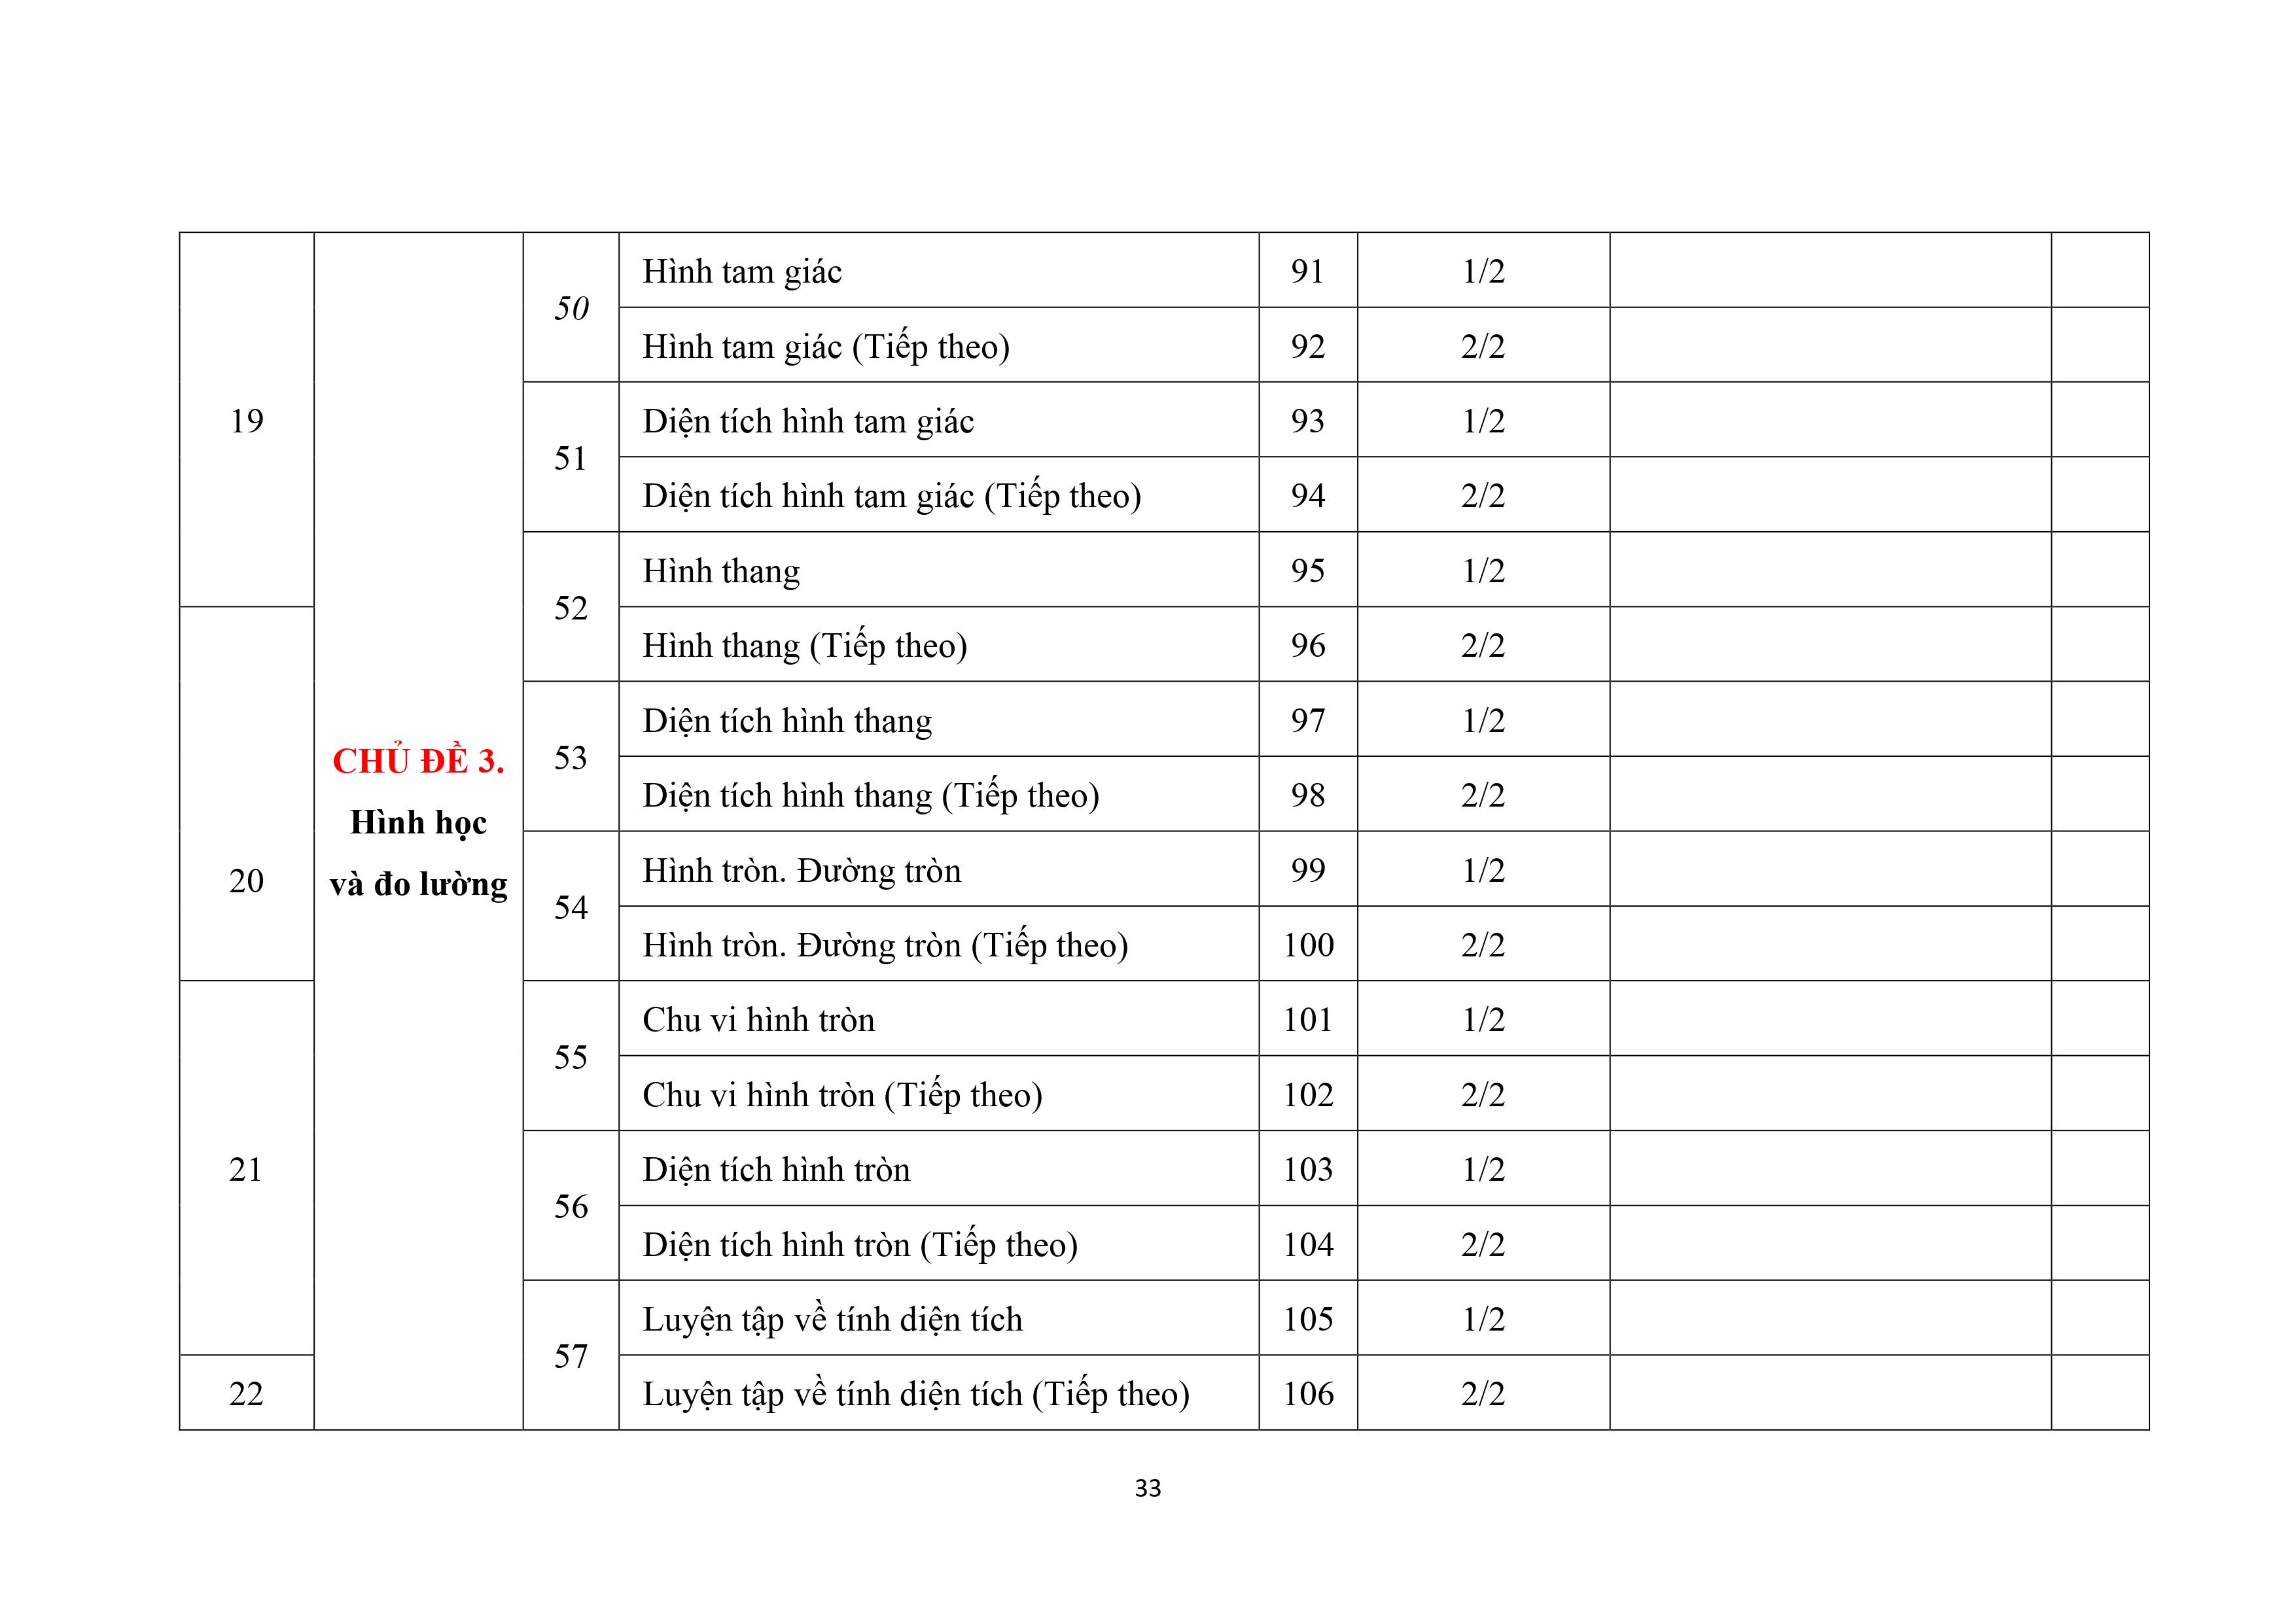 19 CHỦ ĐỀ 3. Hình học và đo lường 50 Hình tam giác 91 1/2
Hình tam giác (Tiếp theo) 92 2/2
51 Diện tích hình tam giác 93 1/2
Diện tích hình tam giác (Tiếp theo) 94 2/2
52 Hình thang 95 1/2
20 Hình thang (Tiếp theo) 96 2/2
53 Diện tích hình thang 97 1/2
Diện tích hình thang (Tiếp theo) 98 2/2
54 Hình tròn. Đường tròn 99 1/2
Hình tròn. Đường tròn (Tiếp theo) 100 2/2
21 55 Chu vi hình tròn 101 1/2
Chu vi hình tròn (Tiếp theo) 102 2/2
56 Diện tích hình tròn 103 1/2
Diện tích hình tròn (Tiếp theo) 104 2/2
57 Luyện tập về tính diện tích 105 1/2
22 Luyện tập về tính diện tích (Tiếp theo) 106 2/2
33